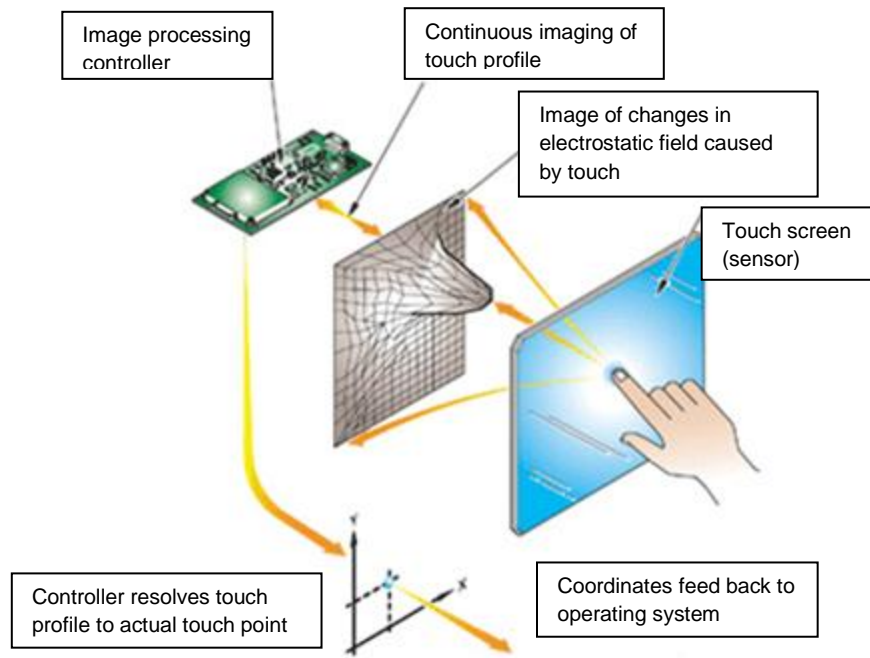 Image processing
controller
Continuous imaging of
touch profile
Image of changes in
electrostatic field caused
by touch
Touch screen
(sensor)
Y
X
Controller resolves touch
profile to actual touch point
Coordinates feed back to
operating system